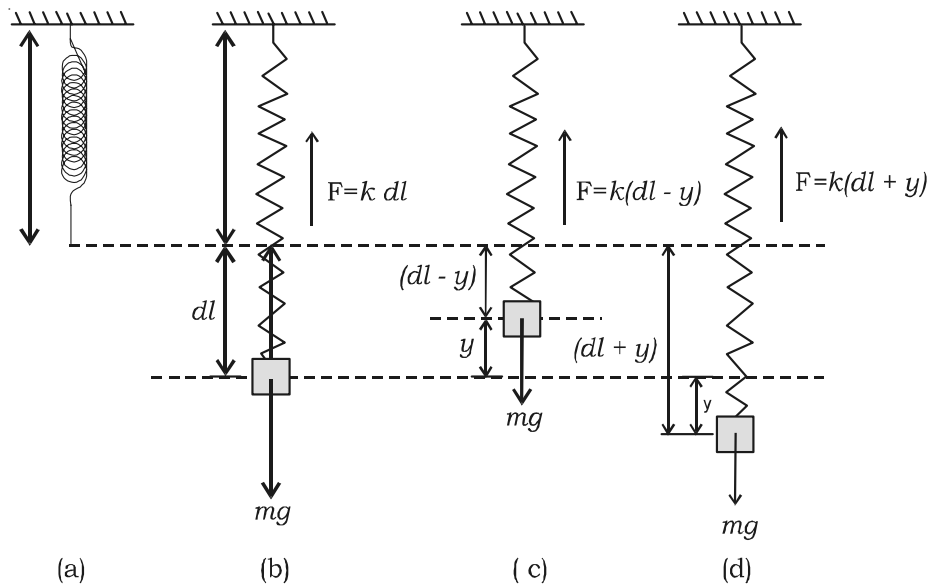 F=k dl
F=k(dl - y)
F=k(dl + y)
dl
(dl - y)
y
(dl + y)
y
mg
mg
mg
(a)
(b)
( c)
(d)